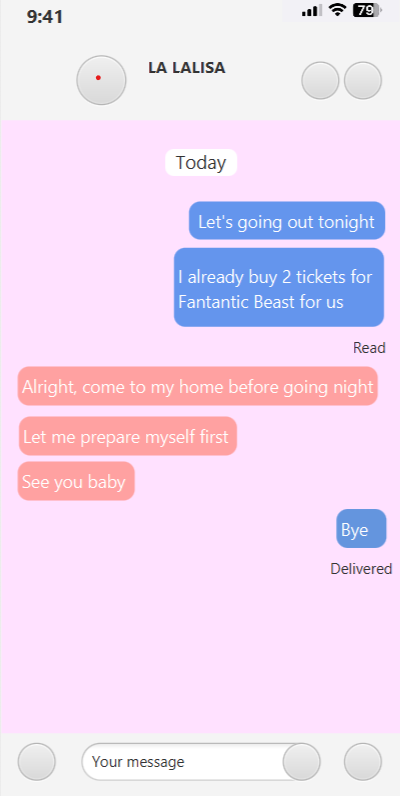 9:41
79
LA LALISA
Today
Let's going out tonight
I already buy 2 tickets for
Fantantic Beast for us
Read
Alright, come to my home before going night
Let me prepare myself first
See you baby
Bye
Delivered
Your message